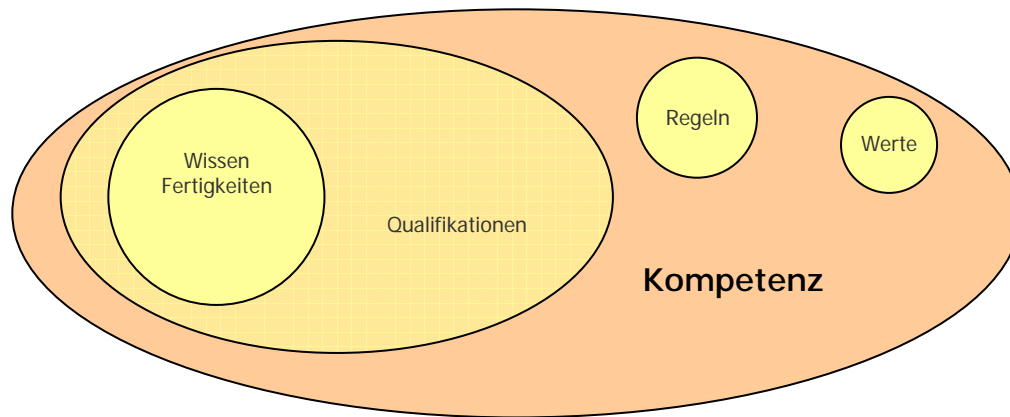 Wissen
Fertigkeiten
Qualifikationen
Regeln
Werte
Kompetenz